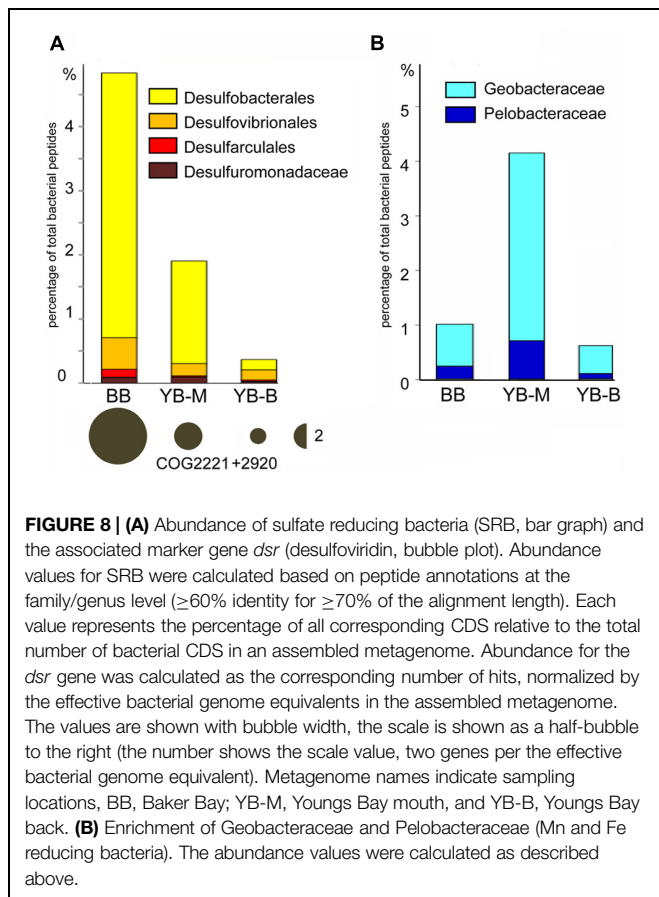 A
%
percentage of total bacterial peptides
4
3
2
1
0
Desulfobacterales
Desulfovibrionales
Desulfarculales
Desulfuromonadaceae
BB YB-M YB-B
2
COG2221+2920
B
%
percentage of total bacterial peptides
5
4
3
2
1
0
Geobacteraceae
Pelobacteraceae
BB YB-M YB-B
FIGURE 8 | (A) Abundance of sulfate reducing bacteria (SRB, bar graph) and
the associated marker gene dsr (desulfoviridin, bubble plot). Abundance
values for SRB were calculated based on peptide annotations at the
family/genus level (≥60% identity for ≥70% of the alignment length). Each
value represents the percentage of all corresponding CDS relative to the total
number of bacterial CDS in an assembled metagenome. Abundance for the
dsr gene was calculated as the corresponding number of hits, normalized by
the effective bacterial genome equivalents in the assembled metagenome.
The values are shown with bubble width, the scale is shown as a half-bubble
to the right (the number shows the scale value, two genes per the effective
bacterial genome equivalent). Metagenome names indicate sampling
locations, BB, Baker Bay; YB-M, Youngs Bay mouth, and YB-B, Youngs Bay
back. (B) Enrichment of Geobacteraceae and Pelobacteraceae (Mn and Fe
reducing bacteria). The abundance values were calculated as described
above.